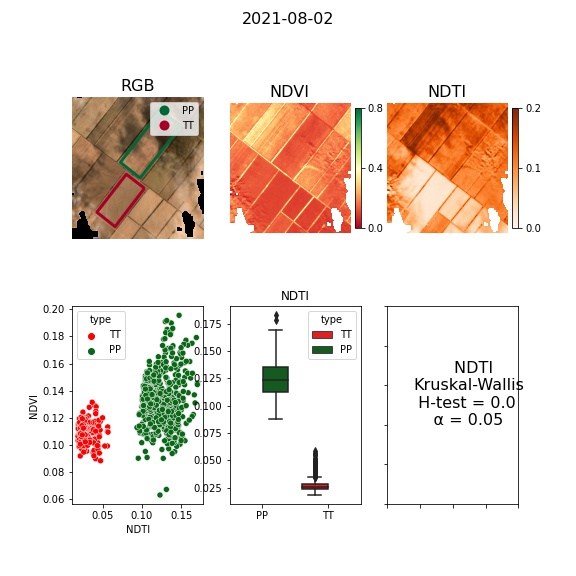 2021-08-02
RGB
PP
TT
NDVI
0.8
0.4
0.0
NDTI
0.2
0.1
0.0
0.20
0.18
0.16
0.14
0.12
0.10
0.08
0.06
NDVI
type
TT
PP
0.05
0.10
0.15
NDTI
NDTI
0.175
0.150
0.125
0.100
0.075
0.050
0.025
type
TT
PP
PP
TT
NDTI
Kruskal-Wallis
H-test = 0.0
α = 0.05